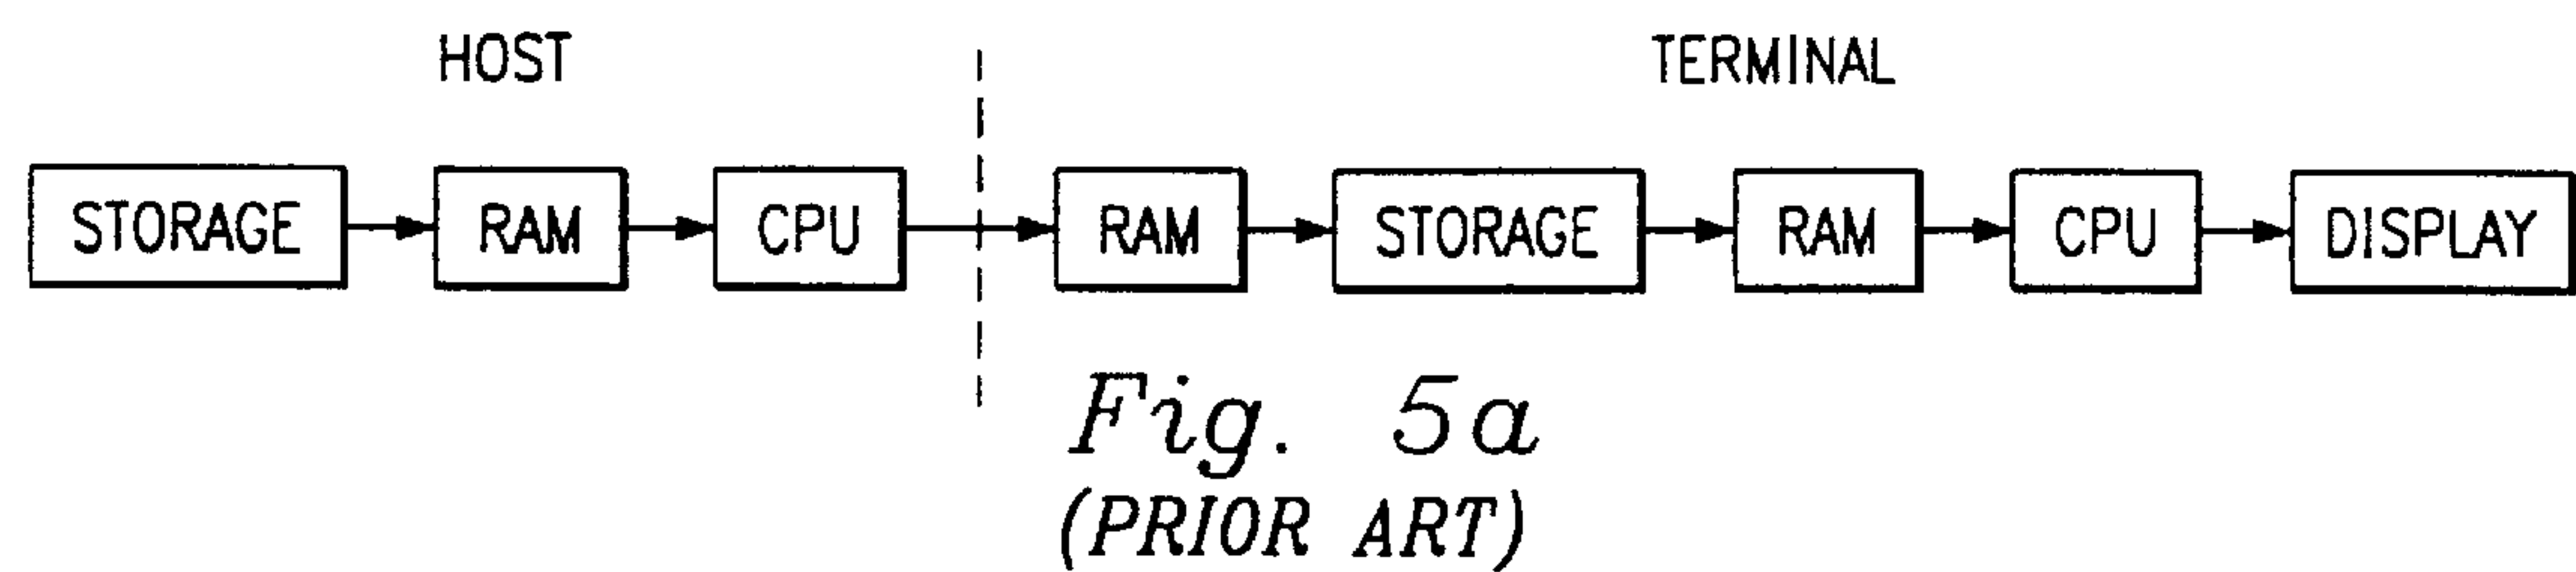 HOST
TERMINAL
STORAGE
RAM
CPU
RAM
STORAGE
RAM
CPU
DISPLAY
Fig. 5a
(PRIOR ART)